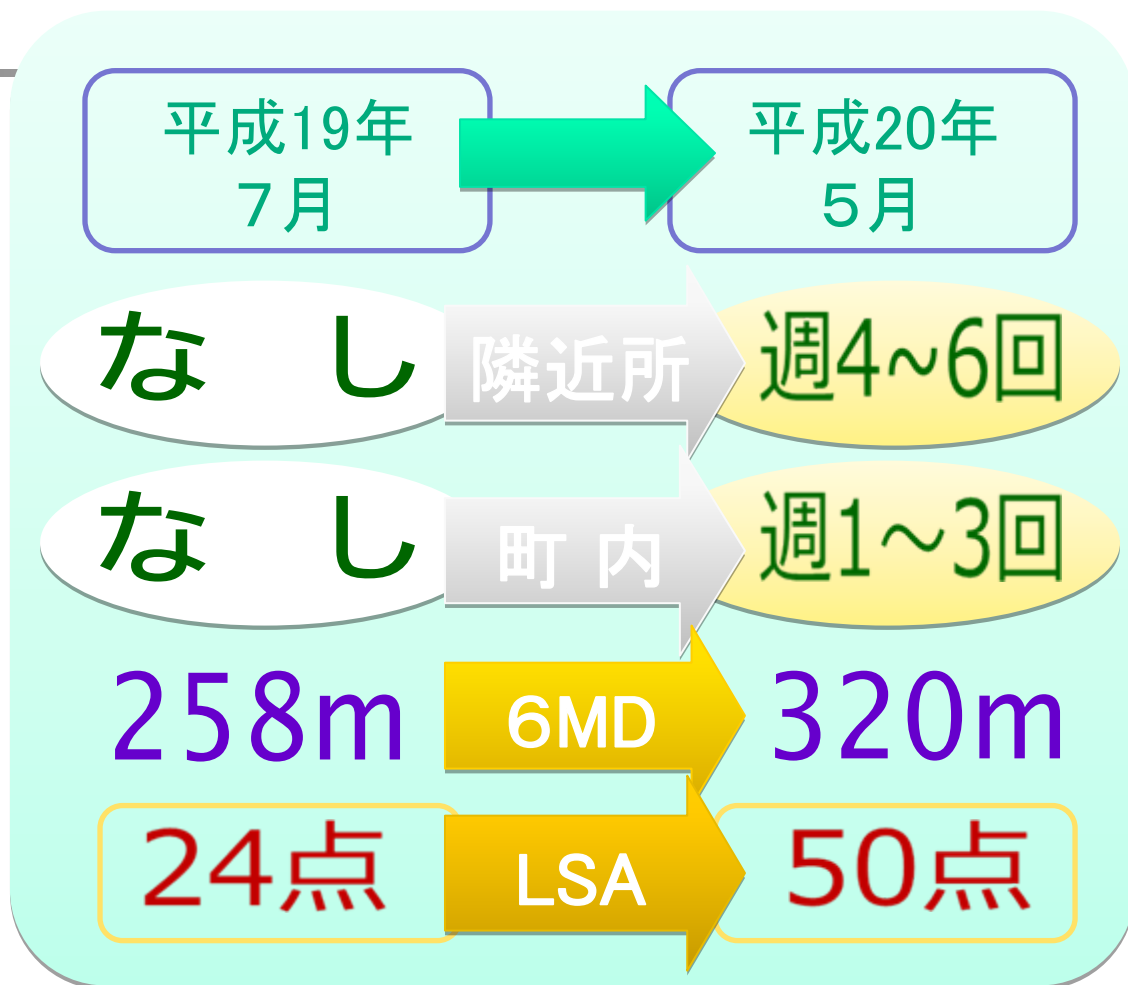 平成19年
７月
平成20年
５月
な　し
隣近所
週4~6回
な　し
町 内
週1～3回
258m
６MD
320m
24点
LSA
50点